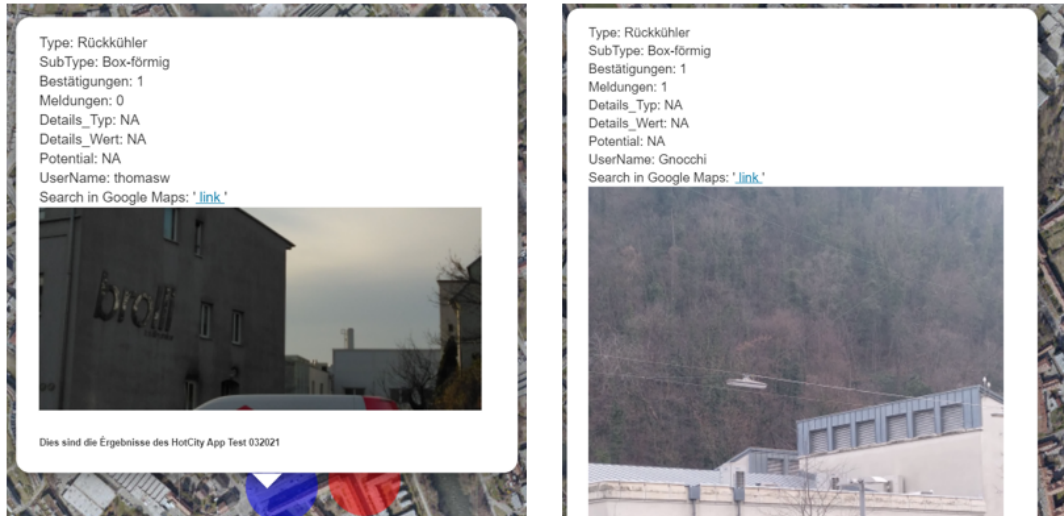 Type: Rückkühler
SubType: Box-förmig
Bestätigungen: 1
Meldungen: 0
Details_Typ: NA
Details_Wert: NA
Potential: NA
UserName: thomasw
Search in Google Maps: ' link '
brolli
Dies sind die Èrgebnisse des HotCity App Test 032021
Type: Rückkühler
SubType: Box-förmig
Bestätigungen: 1
Meldungen: 1
Details_Typ: NA
Details_Wert: NA
Potential: NA
UserName: Gnocchi
Search in Google Maps: ' link '